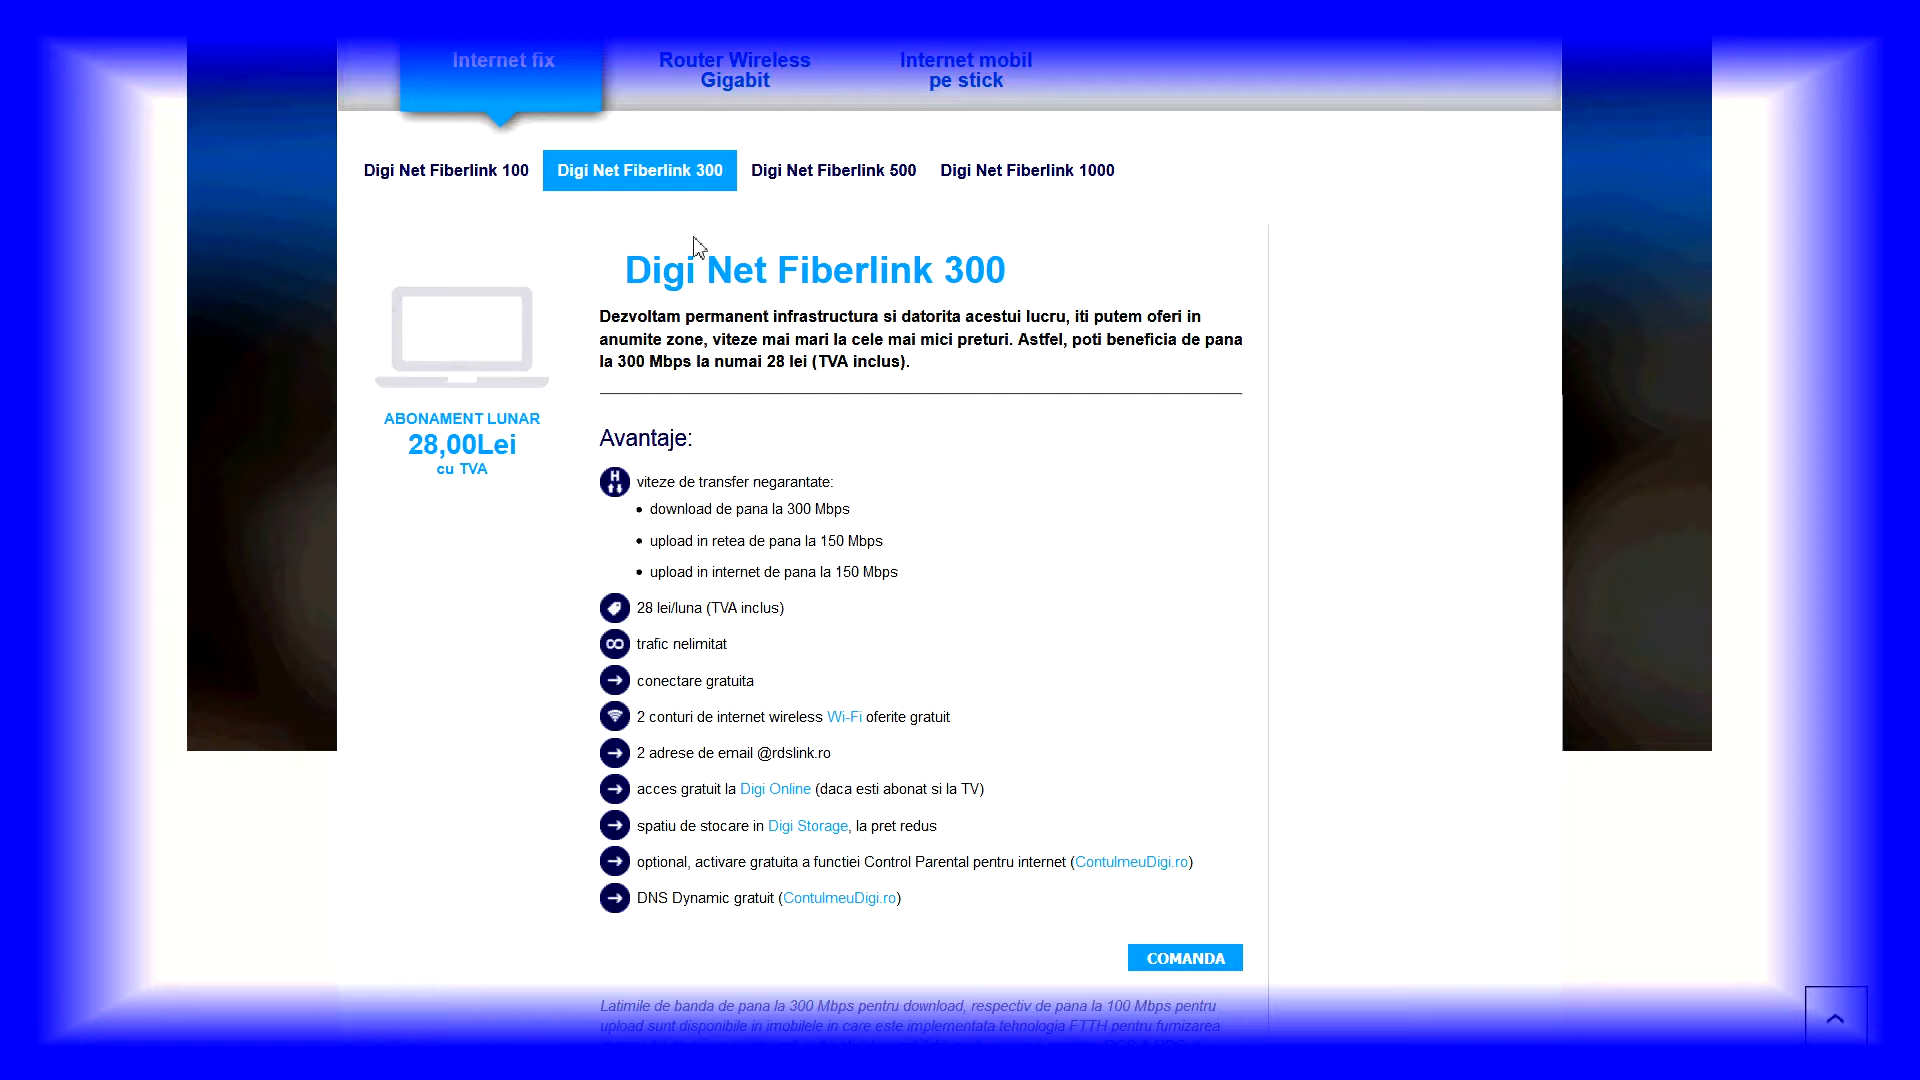 Internet fix
Router Wireless
Gigabit
Internet mobil
pe stick
Digi Net Fiberlink 100
Digi Net Fiberlink 300
Digi Net Fiberlink 500
Digi Net Fiberlink 1000
Digi Net Fiberlink 300
Dezvoltam permanent infrastructura si datorita acestui lucru, iti putem oferi in
anumite zone, viteze mai mari la cele mai mici preturi. Astfel, poti beneficia de pana
la 300 Mbps la numai 28 lei (TVA inclus).
ABONAMENT LUNAR
28,00Lei
cu TVA
Avantaje:
viteze de transfer negarantate:
download de pana la 300 Mbps
upload in retea de pana la 150 Mbps
upload in internet de pana la 150 Mbps
28 lei/luna (TVA inclus)
trafic nelimitat
conectare gratuita
2 conturi de internet wireless Wi-Fi oferite gratuit
2 adrese de email @rdslink.ro
acces gratuit la Digi Online (daca esti abonat si la TV)
spatiu de stocare in Digi Storage, la pret redus
optional, activare gratuita a functiei Control Parental pentru internet (ContulmeuDigi.ro)
DNS Dynamic gratuit (ContulmeuDigi.ro)
COMANDA
Latimile de banda de pana la 300 Mbps pentru download, respectiv de pana la 100 Mbps pentru
upload sunt disponibile in imobilele in care este implementata tehnologia FTTH pentru furnizarea